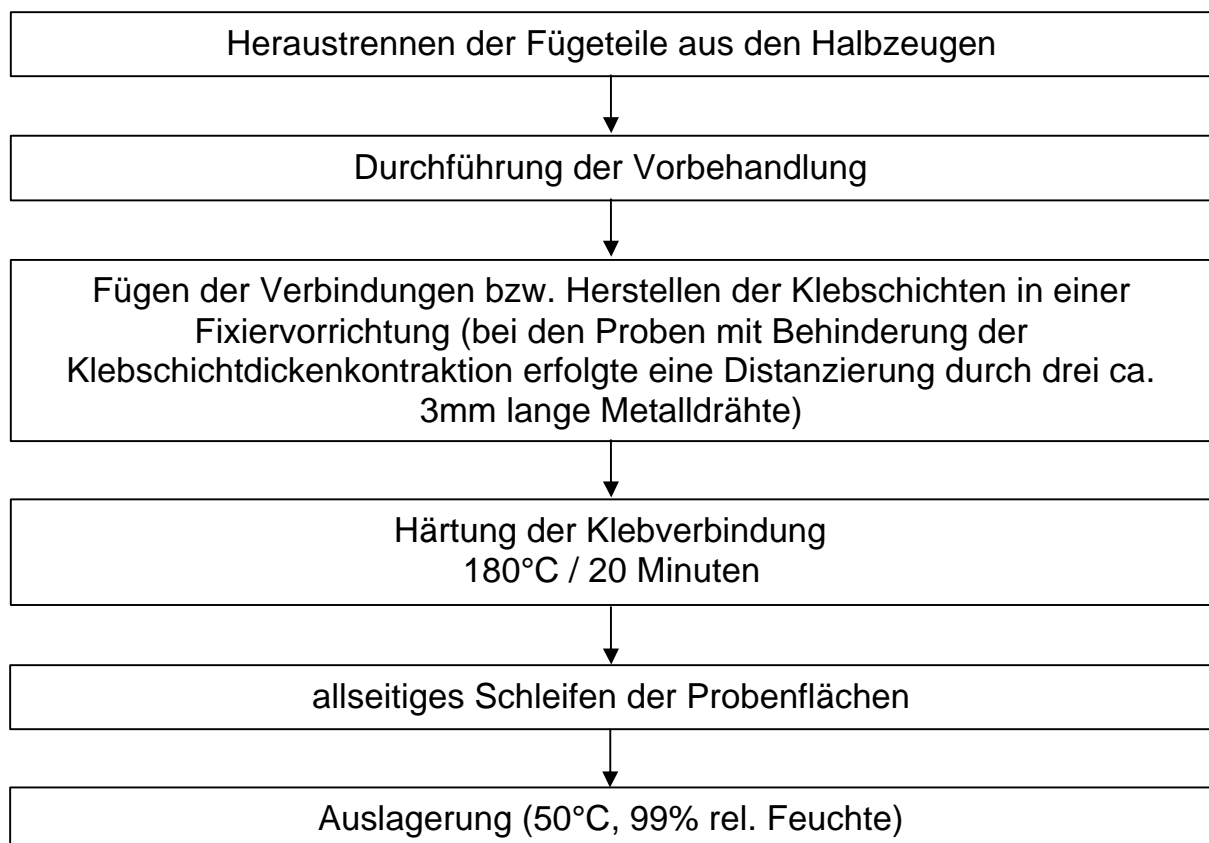 Heraustrennen der Fügeteile aus den Halbzeugen
Durchführung der Vorbehandlung
Fügen der Verbindungen bzw. Herstellen der Klebschichten in einer
Fixiervorrichtung (bei den Proben mit Behinderung der
Klebschichtdickenkontraktion erfolgte eine Distanzierung durch drei ca.
3mm lange Metalldrähte)
Härtung der Klebverbindung
180°C / 20 Minuten
allseitiges Schleifen der Probenflächen
Auslagerung (50°C, 99% rel. Feuchte)